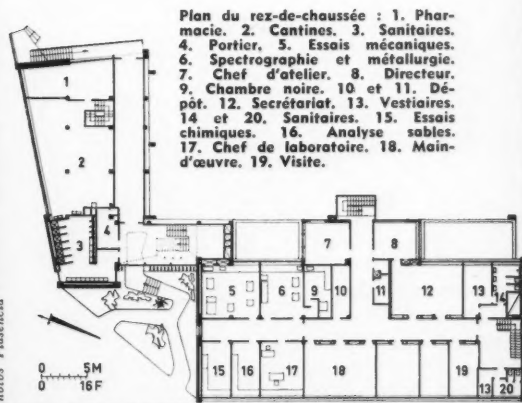 Plan du rez-de-chaussée : 1. Phar-
macie. 2. Cantines. 3. Sanitaires.
4. Portier. 5. Essais mécaniques.
6. Spectrographie et métallurgie.
7. Chef d'atelier. 8. Directeur.
9. Chambre noire. 10 et 11. Dé-
pôt. 12. Secrétariat. 13. Vestiaires.
14 et 20. Sanitaires. 15. Essais
chimiques. 16. Analyse sables.
17. Chef de laboratoire. 18. Main-
d'œuvre. 19. Visite.
1
2
3
4
7
8
5
6
9
10
11
12
13
14
15
16
17
18
19
13
20
0 5M
0 16F